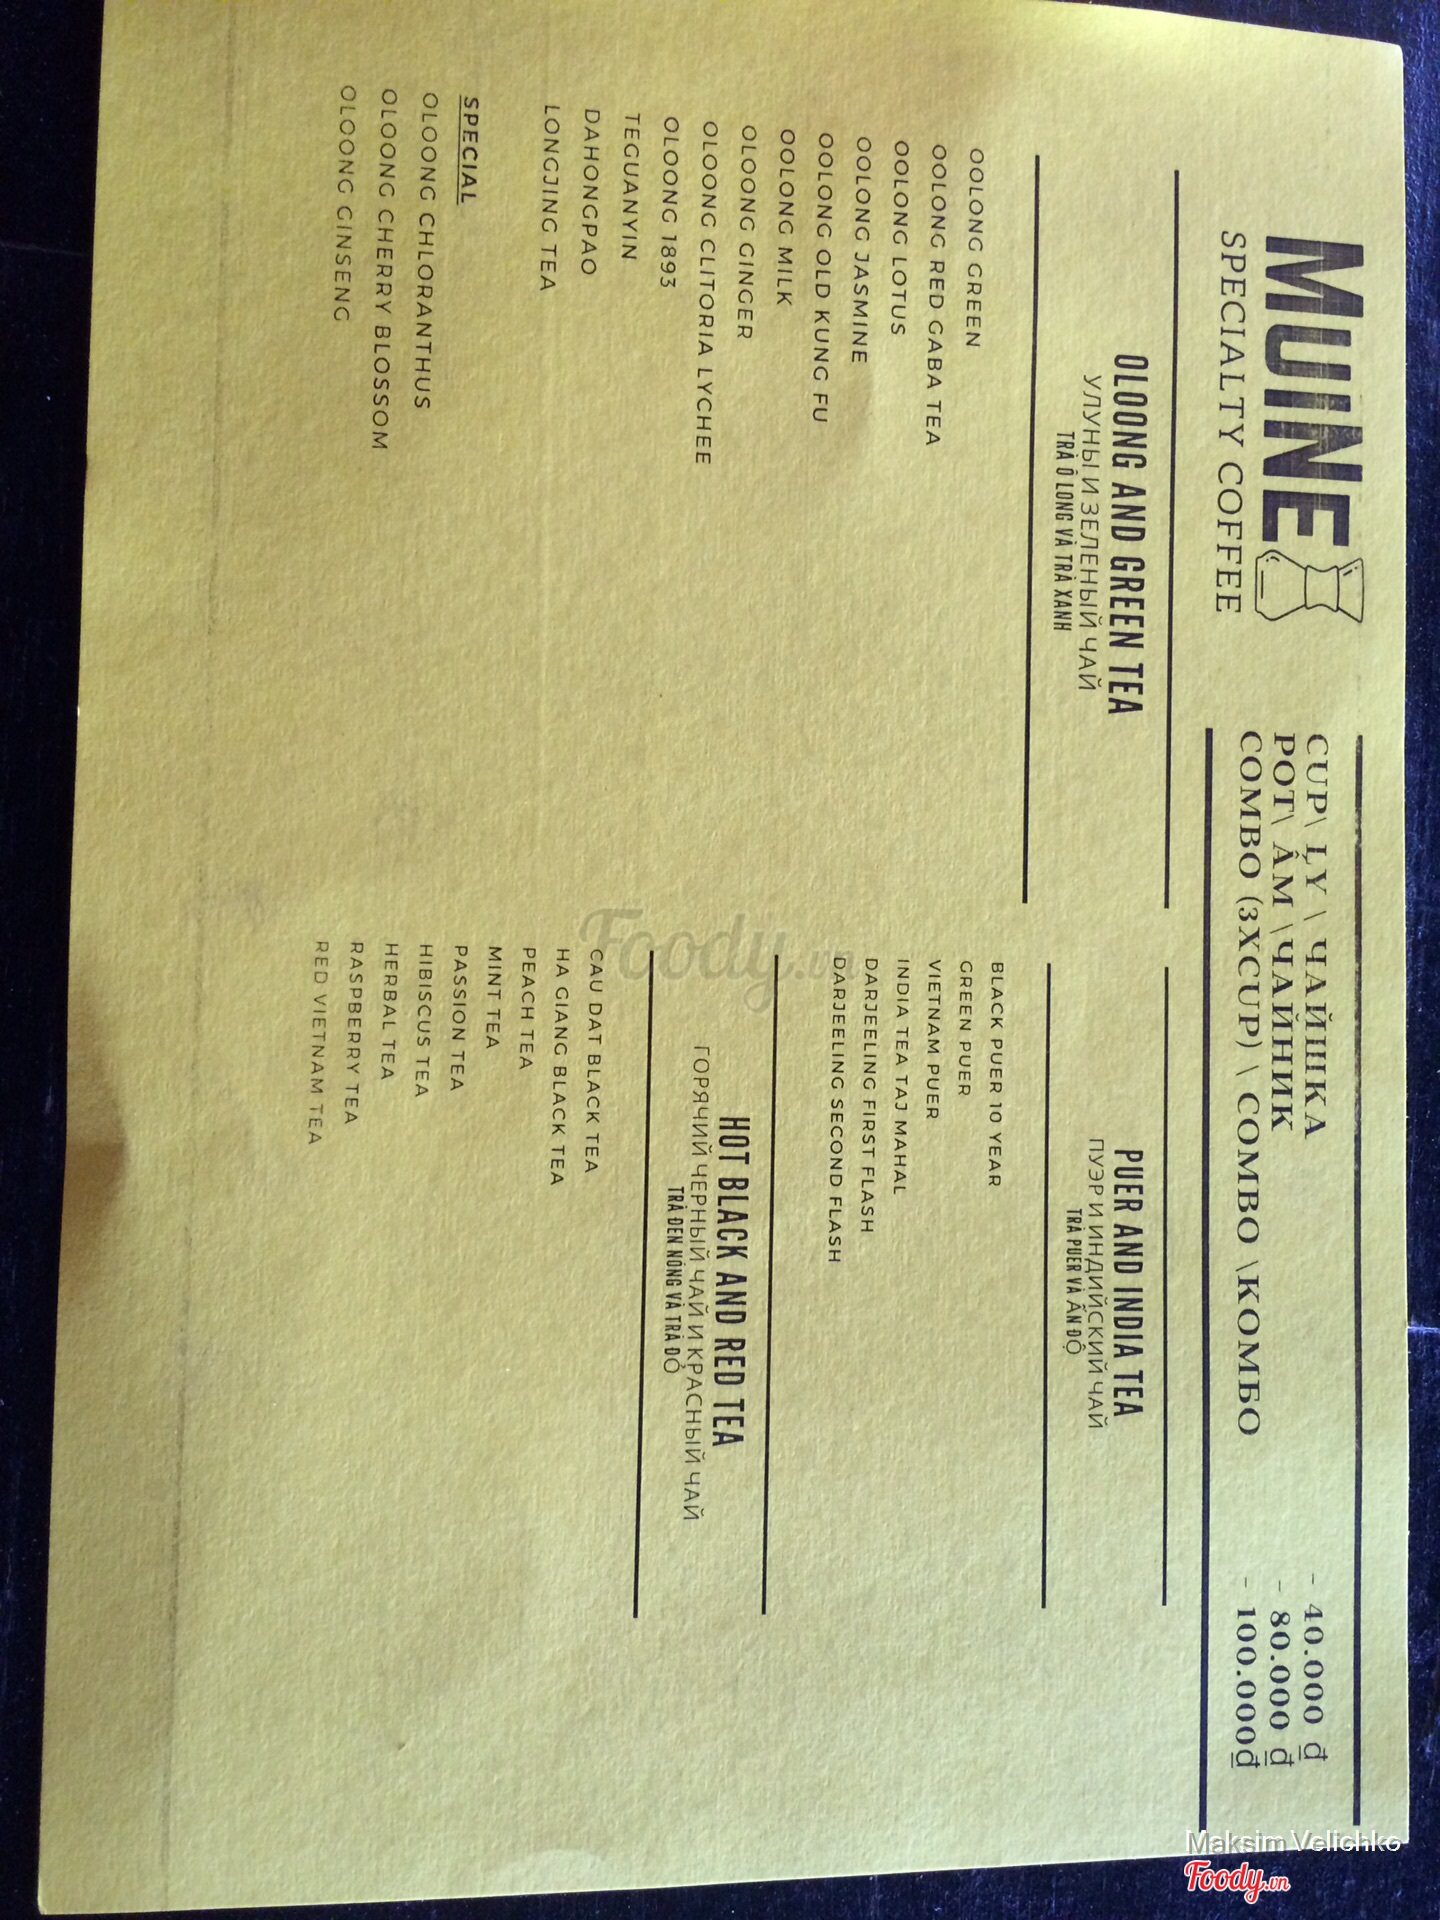 MUINE
SPECIALTY COFFEE
CUP\ LY \ ЧАЙШКА - 40.000 ₫
POT\ ẤM \ЧАЙНИК - 80.000 ₫
COMBO (3XCUP) \ COMBO \КОМБО - 100.000₫
OLOONG AND GREEN TEA
УЛУНЫ И ЗЕЛЕНЫЙ ЧАЙ
TRÀ Ô LONG VÀ TRÀ XANH
OOLONG GREEN
OOLONG RED GABA TEA
OOLONG LOTUS
OOLONG JASMINE
OOLONG OLD KUNG FU
OOLONG MILK
OLOONG GINGER
OLOONG CLITORIA LYCHEE
OLOONG 1893
TEGUANYIN
DAHONGPAO
LONGJING TEA
SPECIAL
OLOONG CHLORANTHUS
OLOONG CHERRY BLOSSOM
OLOONG GINSENG
PUER AND INDIA TEA
ПУЭР И ИНДИЙСКИЙ ЧАЙ
TRÀ PUER VÀ ẤN ĐỘ
BLACK PUER 10 YEAR
GREEN PUER
VIETNAM PUER
INDIA TEA TAJ MAHAL
DARJEELING FIRST FLASH
DARJEELING SECOND FLASH
HOT BLACK AND RED TEA
ГОРЯЧИЙ ЧЕРНЫЙ ЧАЙ И КРАСНЫЙ ЧАЙ
TRÀ ĐEN NÓNG VÀ TRÀ ĐỎ
CAU DAT BLACK TEA
HA GIANG BLACK TEA
PEACH TEA
MINT TEA
PASSION TEA
HIBISCUS TEA
HERBAL TEA
RASPBERRY TEA
RED VIETNAM TEA
Foody.vn
Maksim Velichko
Foody.vn